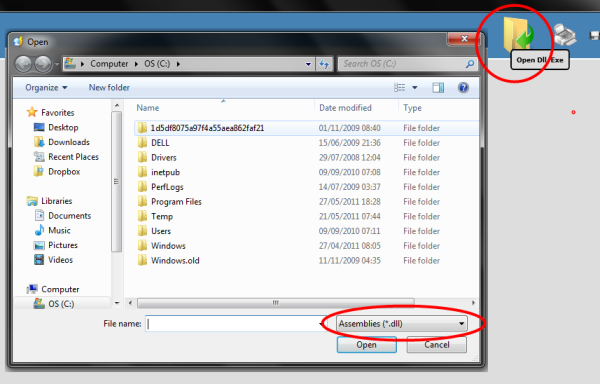 Open
Computer ▸ OS (C:) ▸
Search OS (C:)
Organize New folder
Open Dll, Exe
Name Date modified Type
Favorites
Desktop
Downloads
Recent Places
Dropbox
Libraries
Documents
Music
Pictures
Videos
Computer
OS (C:)
1d5df8075a97f4a55aea862faf21 01/11/2009 08:40 File folder
DELL 15/06/2009 21:36 File folder
Drivers 29/07/2008 12:04 File folder
inetpub 09/09/2010 07:08 File folder
PerfLogs 14/07/2009 03:37 File folder
Program Files 27/05/2011 18:28 File folder
Temp 21/05/2011 07:44 File folder
Users 09/09/2010 07:11 File folder
Windows 27/04/2011 08:05 File folder
Windows.old 11/11/2009 04:35 File folder
File name: Assemblies (*.dll)
Open Cancel